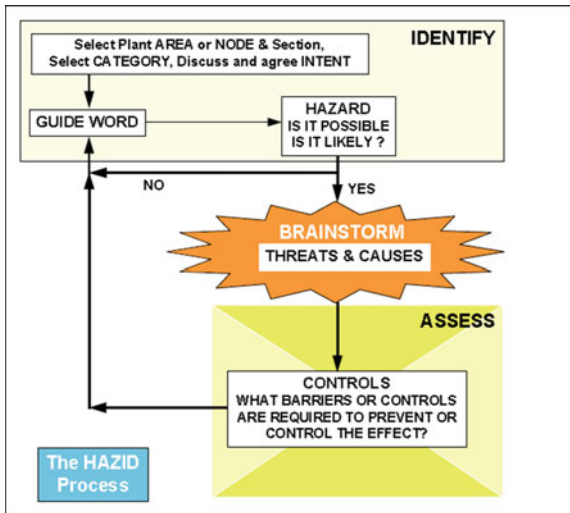 IDENTIFY
Select Plant AREA or NODE & Section,
Select CATEGORY, Discuss and agree INTENT
GUIDE WORD
HAZARD
IS IT POSSIBLE
IS IT LIKELY ?
NO
YES
BRAINSTORM
THREATS & CAUSES
ASSESS
CONTROLS
WHAT BARRIERS OR CONTROLS
ARE REQUIRED TO PREVENT OR
CONTROL THE EFFECT?
The HAZID
Process